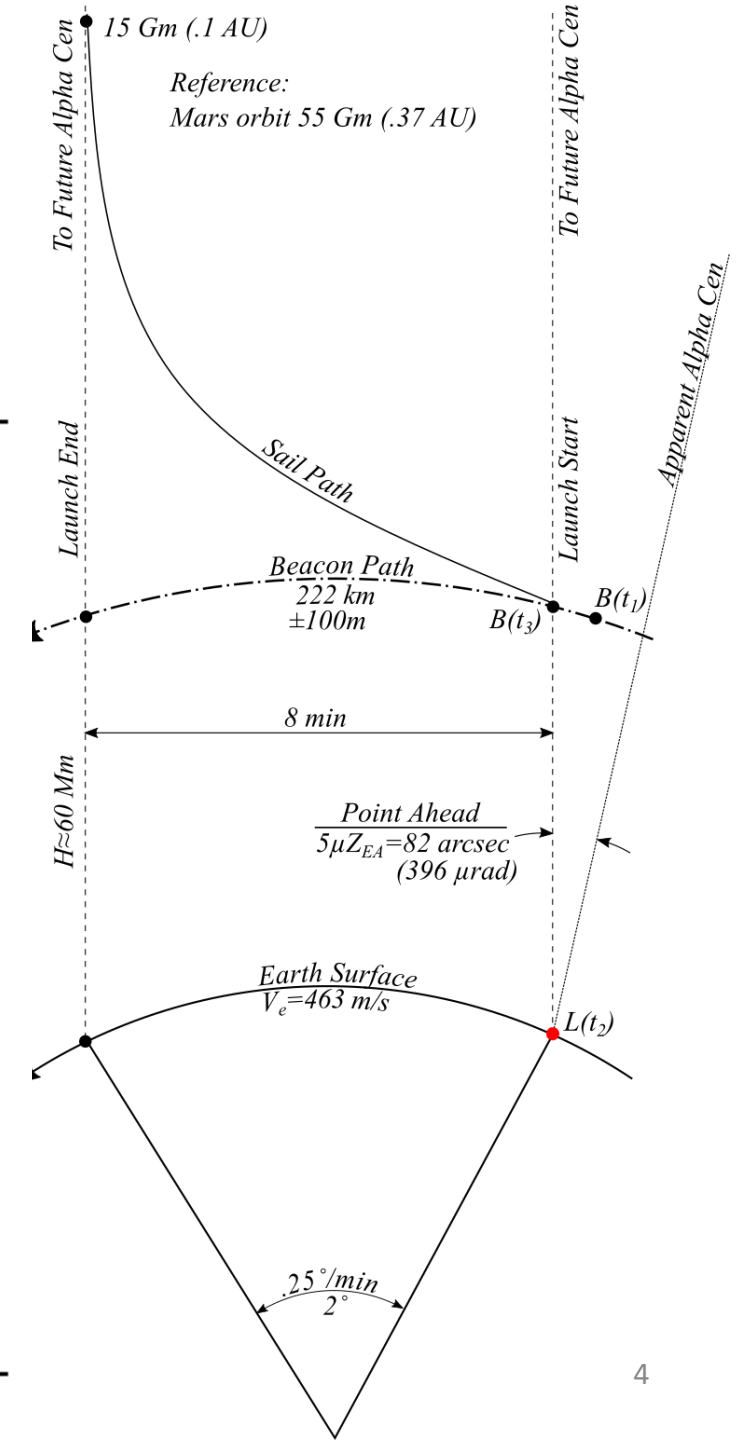 15 Gm (.1 AU)
Reference:
Mars orbit 55 Gm (.37 AU)
To Future Alpha Cen
To Future Alpha Cen
Apparent Alpha Cen
Launch End
Launch Start
Sail Path
Beacon Path
222 km
±100m
B(t₃)
B(t₁)
8 min
H≈60 Mm
Point Ahead
5μZ_EA=82 arcsec
(396 μrad)
Earth Surface
Vₑ=463 m/s
L(t₂)
.25°/min
2°
4